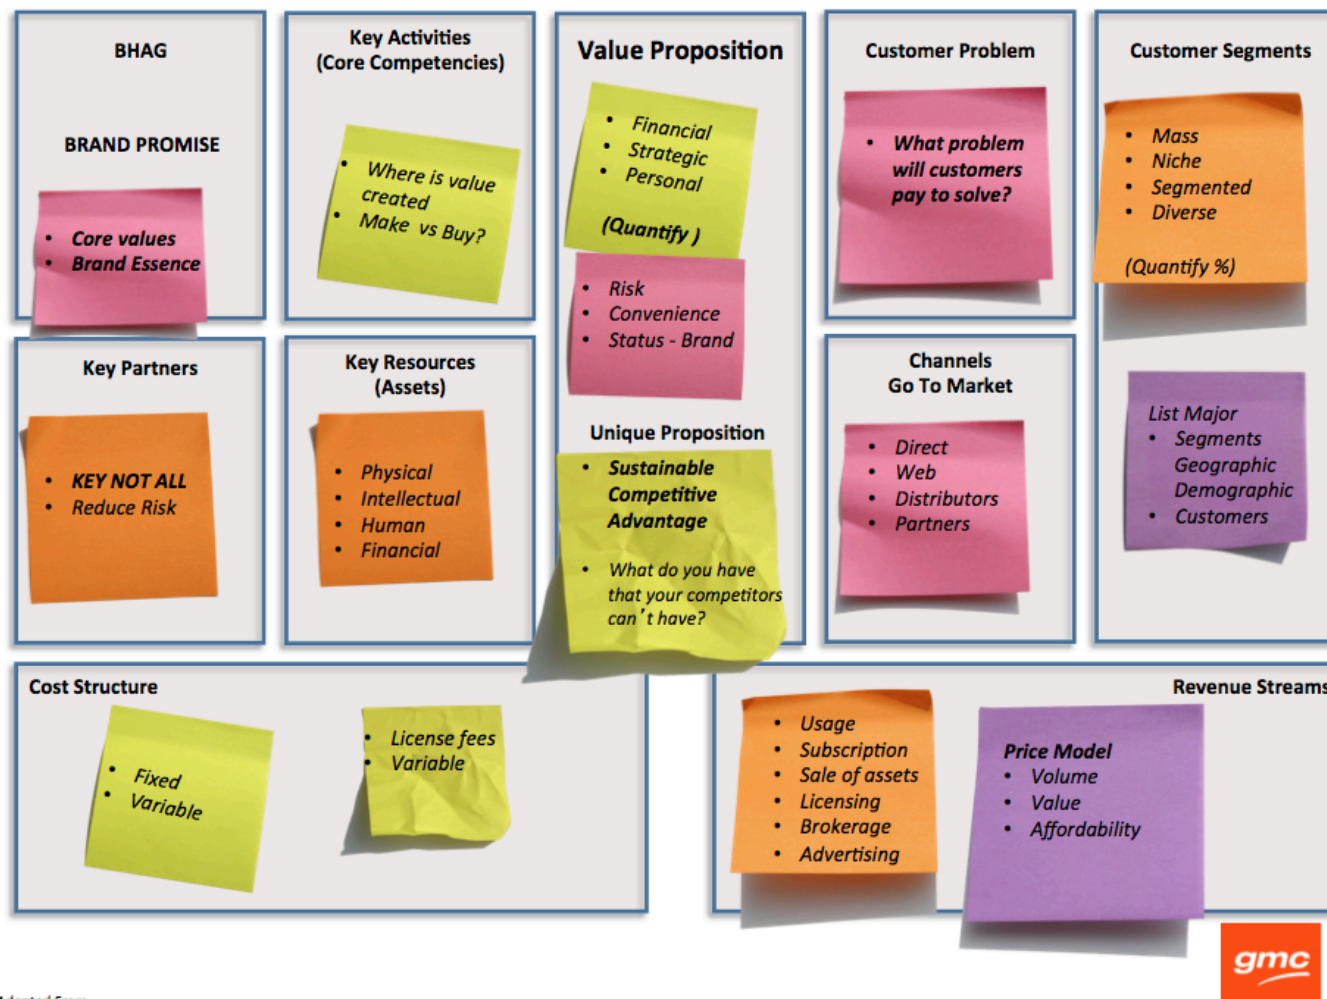 BHAG
BRAND PROMISE
• Core values
• Brand Essence
Key Activities
(Core Competencies)
• Where is value
created
• Make vs Buy?
Value Proposition
• Financial
• Strategic
• Personal
(Quantify )
• Risk
• Convenience
• Status - Brand
Unique Proposition
• Sustainable
Competitive
Advantage
• What do you have
that your competitors
can't have?
Customer Problem
• What problem
will customers
pay to solve?
Customer Segments
• Mass
• Niche
• Segmented
• Diverse
(Quantify %)
List Major
• Segments
Geographic
Demographic
• Customers
Key Partners
• KEY NOT ALL
• Reduce Risk
Key Resources
(Assets)
• Physical
• Intellectual
• Human
• Financial
Channels
Go To Market
• Direct
• Web
• Distributors
• Partners
Cost Structure
• Fixed
• Variable
• License fees
• Variable
Revenue Streams
• Usage
• Subscription
• Sale of assets
• Licensing
• Brokerage
• Advertising
Price Model
• Volume
• Value
• Affordability
gmc